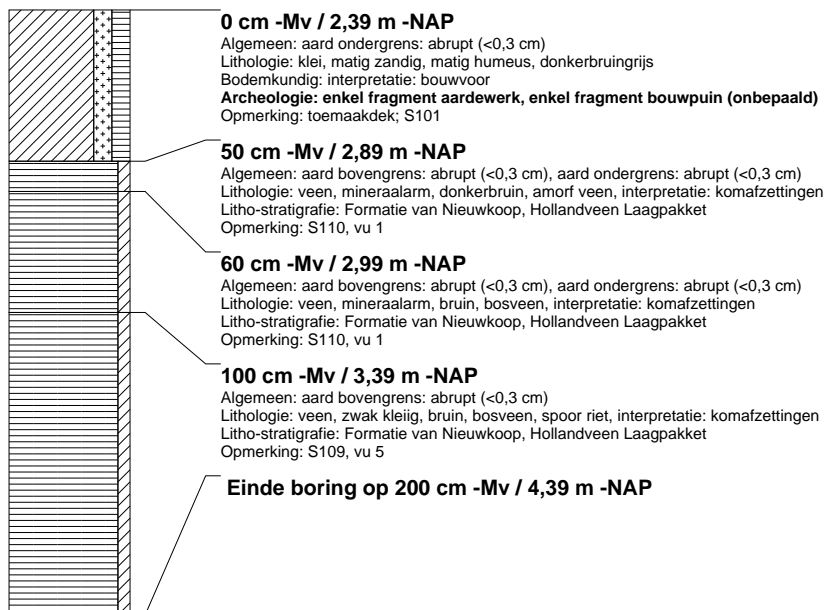 0 cm -Mv / 2,39 m -NAP
Algemeen: aard ondergrens: abrupt (<0,3 cm)
Lithologie: klei, matig zandig, matig humeus, donkerbruingrijs
Bodemkundig: interpretatie: bouwvoor
Archeologie: enkel fragment aardewerk, enkel fragment bouwpuin (onbepaald)
Opmerking: toemaakdek; S101
50 cm -Mv / 2,89 m -NAP
Algemeen: aard bovengrens: abrupt (<0,3 cm), aard ondergrens: abrupt (<0,3 cm)
Lithologie: veen, mineraalarm, donkerbruin, amorf veen, interpretatie: komafzettingen
Litho-stratigrafie: Formatie van Nieuwkoop, Hollandveen Laagpakket
Opmerking: S110, vu 1
60 cm -Mv / 2,99 m -NAP
Algemeen: aard bovengrens: abrupt (<0,3 cm), aard ondergrens: abrupt (<0,3 cm)
Lithologie: veen, mineraalarm, bruin, bosveen, interpretatie: komafzettingen
Litho-stratigrafie: Formatie van Nieuwkoop, Hollandveen Laagpakket
Opmerking: S110, vu 1
100 cm -Mv / 3,39 m -NAP
Algemeen: aard bovengrens: abrupt (<0,3 cm)
Lithologie: veen, zwak kleiig, bruin, bosveen, spoor riet, interpretatie: komafzettingen
Litho-stratigrafie: Formatie van Nieuwkoop, Hollandveen Laagpakket
Opmerking: S109, vu 5
Einde boring op 200 cm -Mv / 4,39 m -NAP